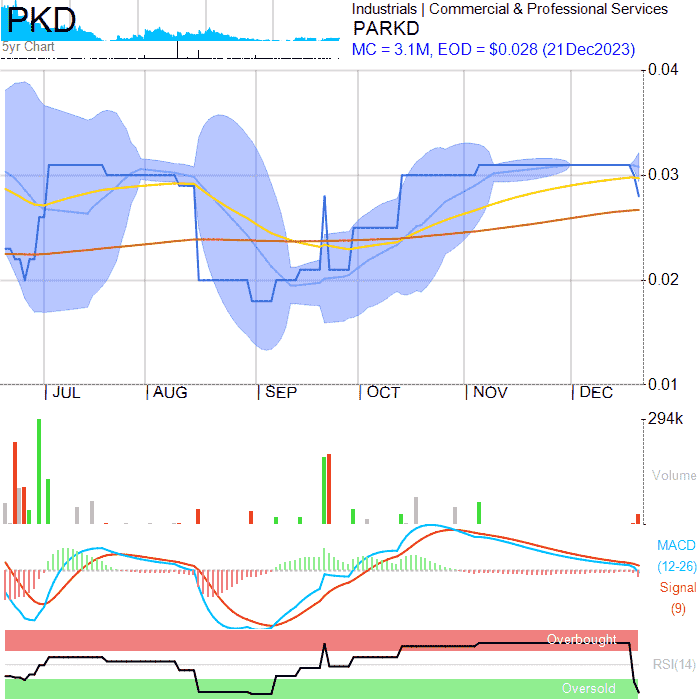 PKD
5yr Chart
Industrials | Commercial & Professional Services
PARKD
MC = 3.1M, EOD = $0.028 (21Dec2023)
0.04
0.03
0.02
0.01
JUL AUG SEP OCT NOV DEC
294k
Volume
MACD
(12-26)
Signal
(9)
Overbought
RSI(14)
Oversold